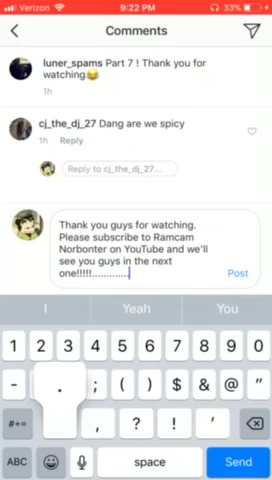 Verizon 9:22 PM 33%
Comments
luner_spams Part 7 ! Thank you for
watching😂
1h
cj_the_dj_27 Dang are we spicy
1h Reply
Reply to cj_the_dj_27...
Thank you guys for watching.
Please subscribe to Ramcam
Norbonter on YouTube and we'll
see you guys in the next
one!!!!!.............
Post
I Yeah You
1 2 3 4 5 6 7 8 9 0
- . ; ( ) $ & @ "
#+= , ? ! '
ABC space Send